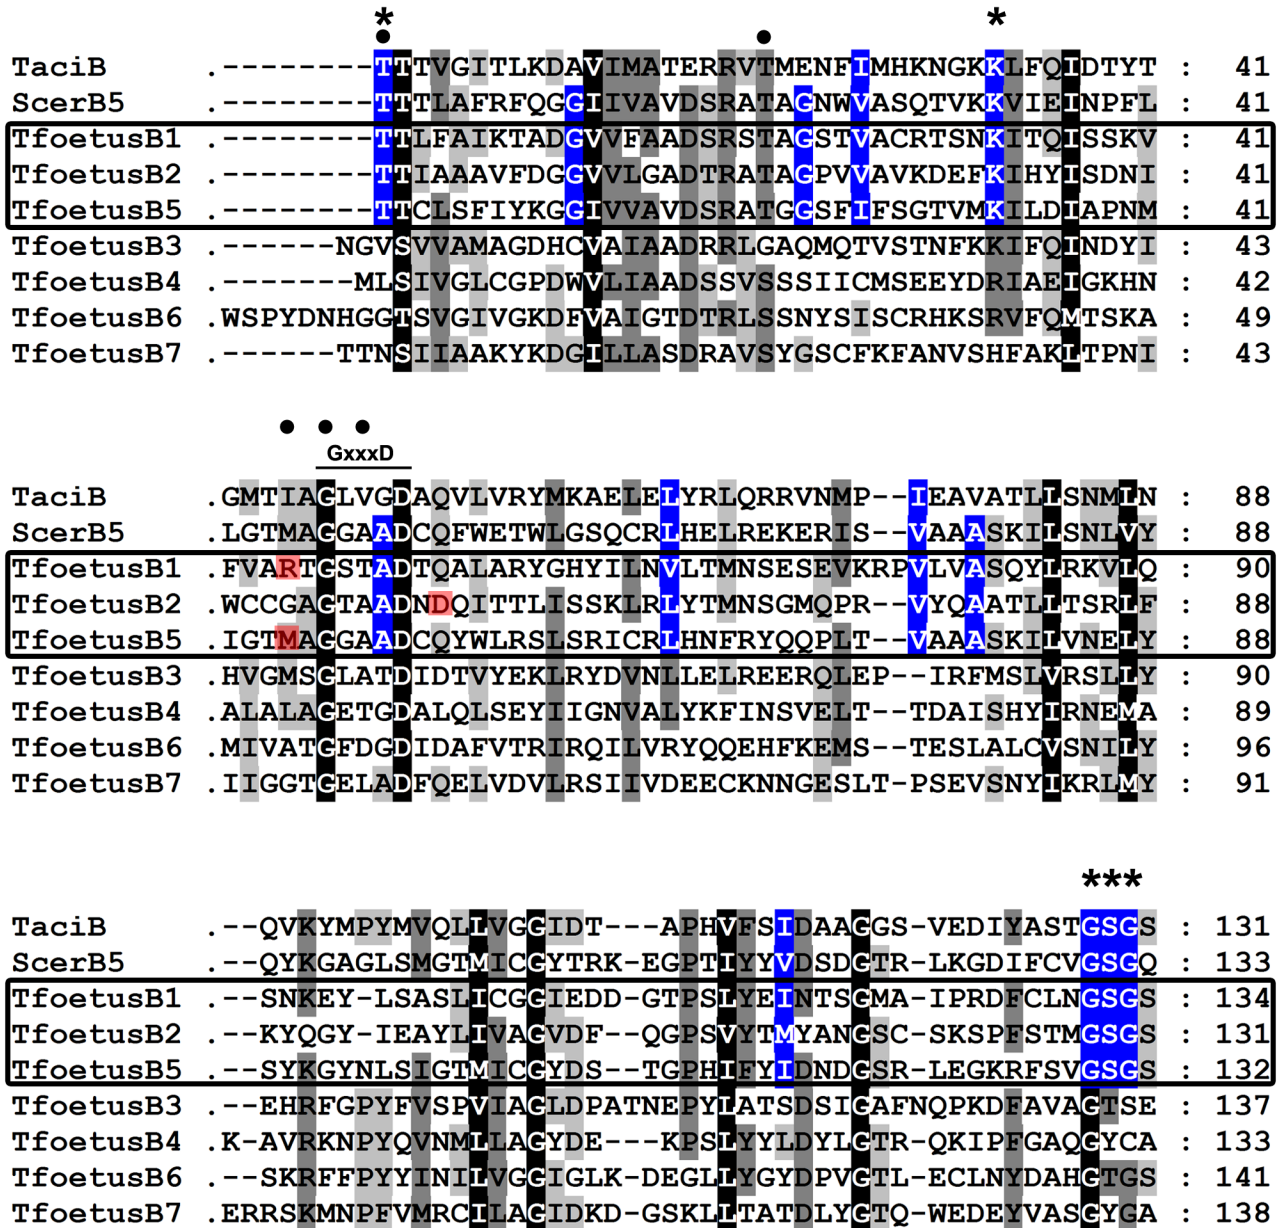 * *
● ●
TaciB .--------TTTVGITLKDAVIMATERRVTMENFIMHKNGKKLFQIDTYT : 41
ScerB5 .--------TTTLAFRFQGGIIVAVDSRATAGNWVASQTVKKVIEINPFL : 41
TfoetusB1 .--------TTLFAIKTADGVVFAADSRSTAGSTVACRTSNKITQISSKV : 41
TfoetusB2 .--------TTIAAAVFDGGVVLGADTRATAGPVVAVKDEFKIHYISDNI : 41
TfoetusB5 .--------TTCLSFIYKGGIVVAVDSRATGGSFIFSGTVMKILDIAPNM : 41
TfoetusB3 .------NGVSVVAMAGDHCVAIAADRRLGAQMQTVSTNFKKIFQINDYI : 43
TfoetusB4 .-------MLSIVGLCGPDWVLIAADSSVSSSIICMSEEYDRIAEIGKHN : 42
TfoetusB6 .WSPYDNHGGTSVGIVGKDFVAIGTDTRLSSNYSISCRHKSRVFQMTSKA : 49
TfoetusB7 .------TTNSIIAAKYKDGILLASDRAVSYGSCFKFANVSHFAKLTPNI : 43
● ● ●
GxxxD
TaciB .GMTIAGLVGDAQVLVRYMKAELELYRLQRRVNMP--IEAVATLLSNMLN : 88
ScerB5 .LGTMAGGAADCQFWETWLGSQCRLHELREKERIS--VAAASKILSNLVY : 88
TfoetusB1 .FVARTGSTADTQALARYGHYILNVLTMNSESEVKRPVLVASQYLRKVLQ : 90
TfoetusB2 .WCCGAGTAADNDQITTLISSKLRLYTMNSGMQPR--VYQAATLLTSRLF : 88
TfoetusB5 .IGTMAGGAADCQYWLRSLSRICRLHNFRYQQPLT--VAAASKILVNELY : 88
TfoetusB3 .HVGMSGLATDIDTVYEKLRYDVNLLELREERQLEP--IRFMSLVRSLLY : 90
TfoetusB4 .ALALAGETGDALQLSEYIIGNVALYKFINSVELT--TDAISHYIRNEMA : 89
TfoetusB6 .MIVATGFDGDIDAFVTRIRQILVRYQQEHFKEMS--TESLALCVSNILY : 96
TfoetusB7 .IIGGTGELADFQELVDVLRSIIVDEECKNNGESLT-PSEVSNYIKRLMY : 91
***
TaciB .--QVKYMPYMVQLLVGGIDT---APHVFSIDAAGGS-VEDIYASTGSGS : 131
ScerB5 .--QYKGAGLSMGTMICGYTRK-EGPTIYYVDSDGTR-LKGDIFCVGSGQ : 133
TfoetusB1 .--SNKEY-LSASLICGGIEDD-GTPSLYEINTSGMA-IPRDFCLNGSGS : 134
TfoetusB2 .--KYQGY-IEAYLIVAGVDF--QGPSVYTMYANGSC-SKSPFSTMGSGS : 131
TfoetusB5 .--SYKGYNLSIGTMICGYDS--TGPHIFYIDNDGSR-LEGKRFSVGSGS : 132
TfoetusB3 .--EHRFGPYFVSPVIAGLDPATNEPYLATSDSIGAFNQPKDFAVAGTSE : 137
TfoetusB4 .K-AVRKNPYQVNMLLAGYDE---KPSLYYLDYLGTR-QKIPFGAQGYCA : 133
TfoetusB6 .--SKRFFPYYINILVGGIGLK-DEGLLYGYDPVGTL-ECLNYDAHGTGS : 141
TfoetusB7 .ERRSKMNPFVMRCILAGIDKD-GSKLLTATDLYGTQ-WEDEYVASGYGA : 138